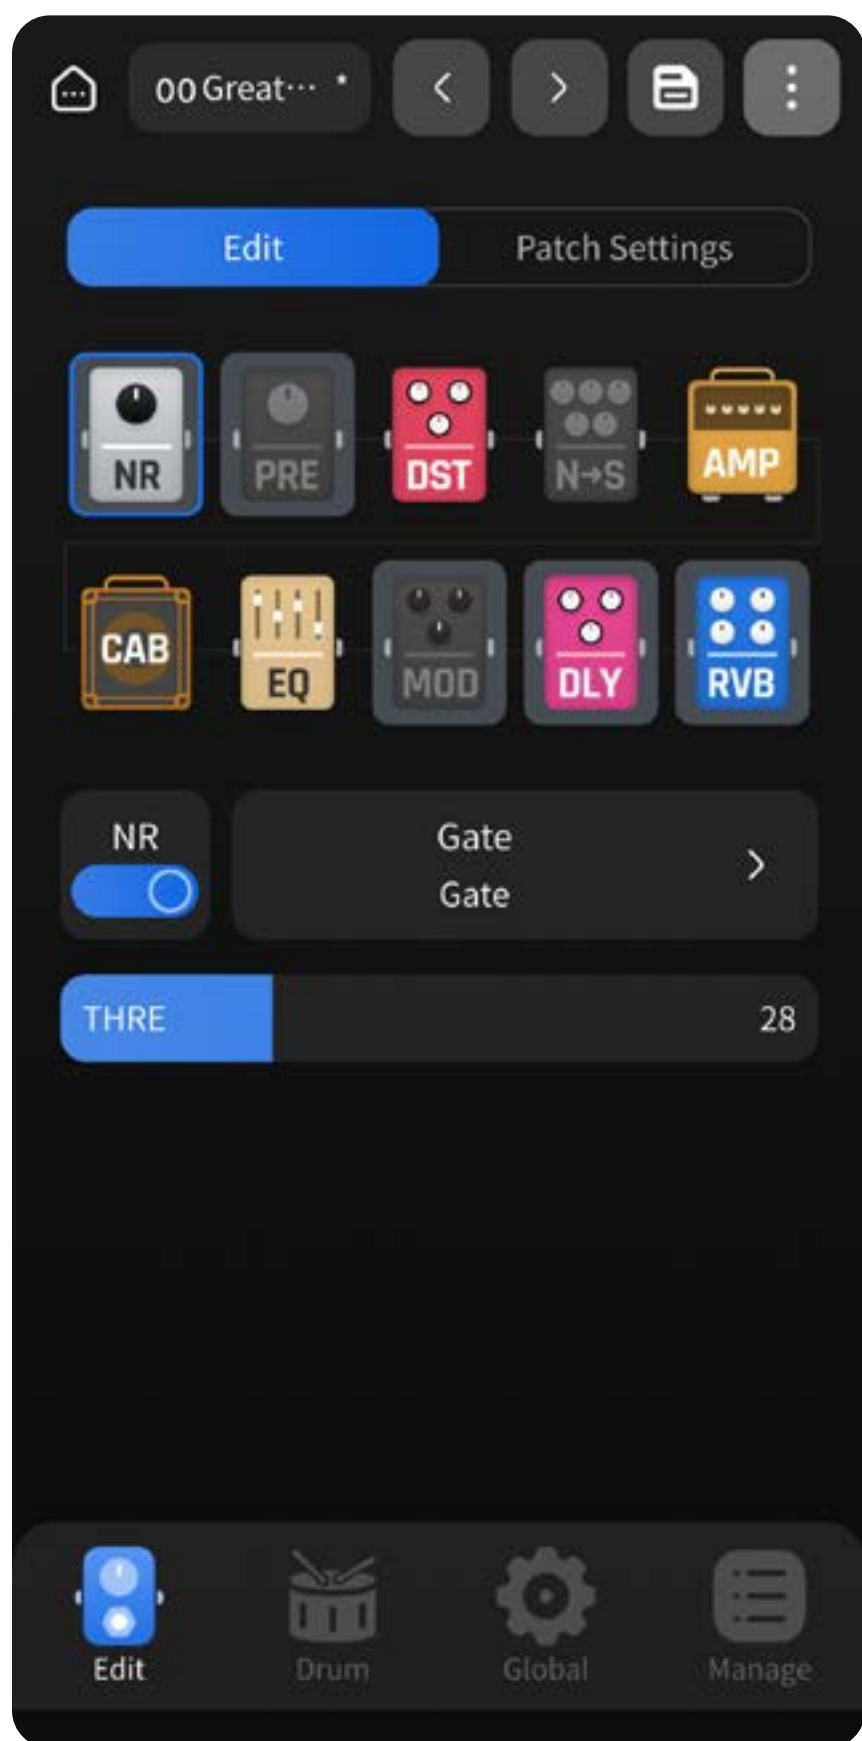 00 Great··· *
Edit
Patch Settings
NR
PRE
DST
N→S
AMP
CAB
EQ
MOD
DLY
RVB
NR
Gate
Gate
THRE
28
Edit
Drum
Global
Manage